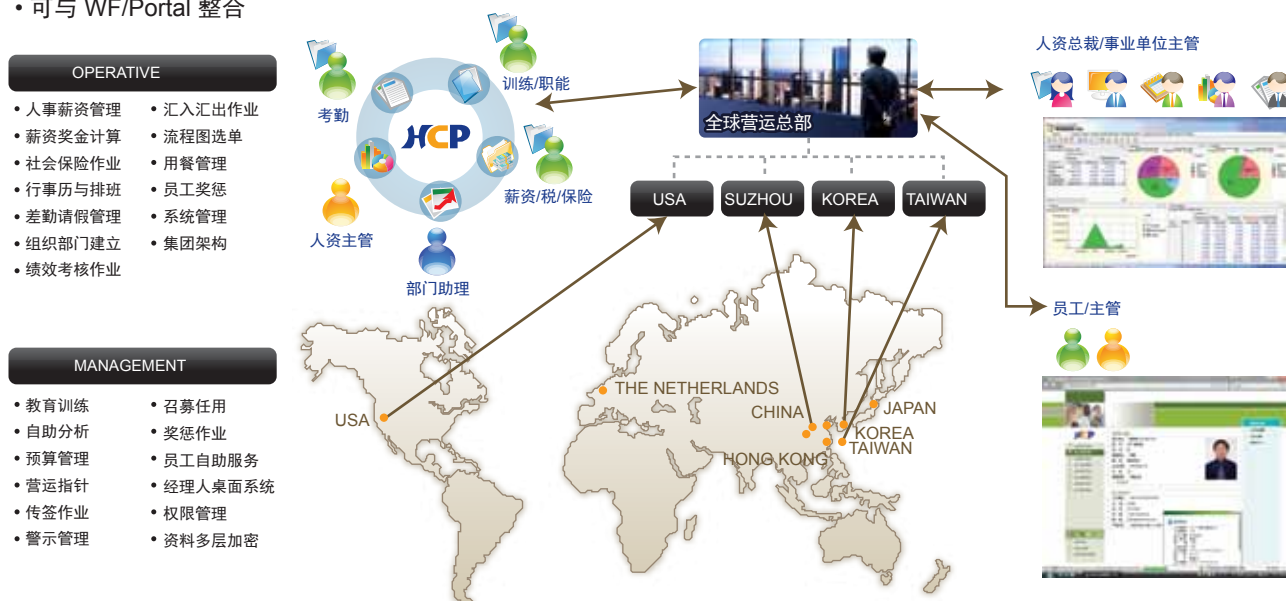 • 可与 WF/Portal 整合
OPERATIVE
• 人事薪资管理
• 薪资奖金计算
• 社会保险作业
• 行事历与排班
• 差勤请假管理
• 组织部门建立
• 绩效考核作业
• 汇入汇出作业
• 流程图选单
• 用餐管理
• 员工奖惩
• 系统管理
• 集团架构
MANAGEMENT
• 教育训练
• 自助分析
• 预算管理
• 营运指针
• 传签作业
• 警示管理
• 召募任用
• 奖惩作业
• 员工自助服务
• 经理人桌面系统
• 权限管理
• 资料多层加密
考勤
训练/职能
HCP
薪资/税/保险
人资主管
部门助理
全球营运总部
USA
SUZHOU
KOREA
TAIWAN
USA
THE NETHERLANDS
CHINA
JAPAN
KOREA
TAIWAN
HONG KONG
人资总裁/事业单位主管
员工/主管
HCP